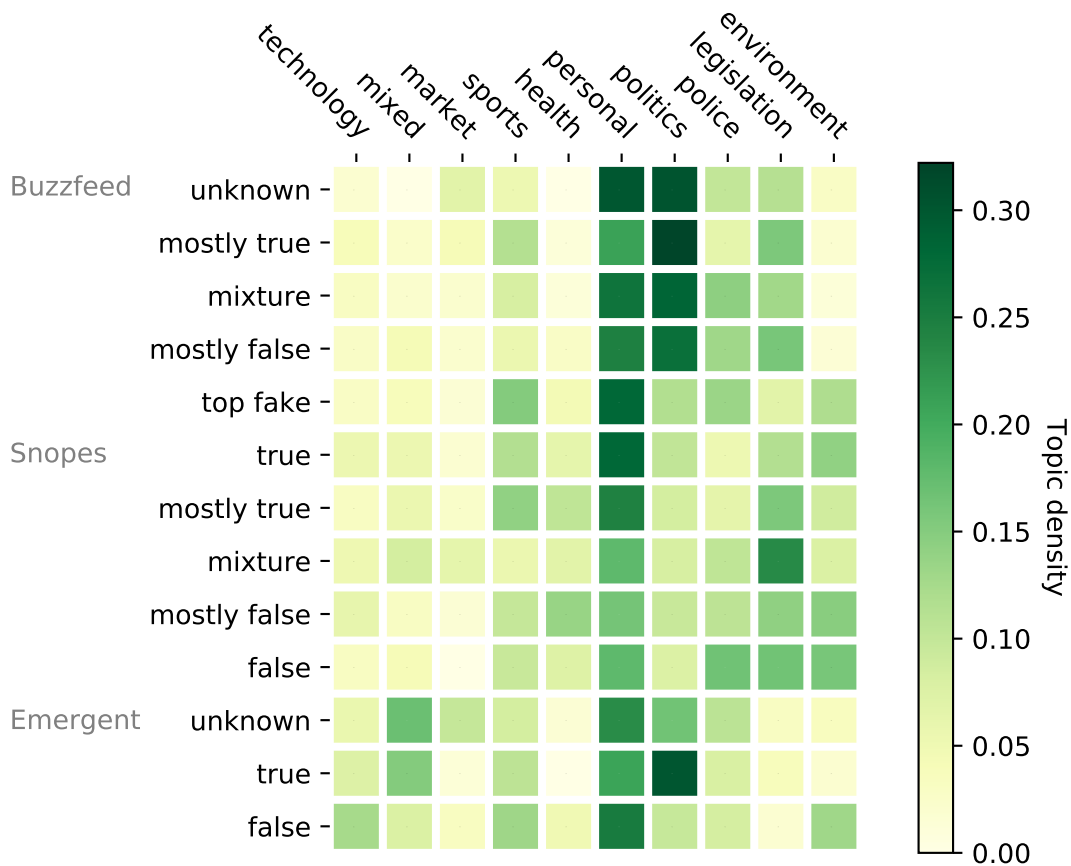 technology
mixed
market
sports
health
personal
politics
police
legislation
environment
Buzzfeed
unknown
mostly true
mixture
mostly false
top fake
Snopes
true
mostly true
mixture
mostly false
false
Emergent
unknown
true
false
0.30
0.25
0.20
0.15
0.10
0.05
0.00
Topic density